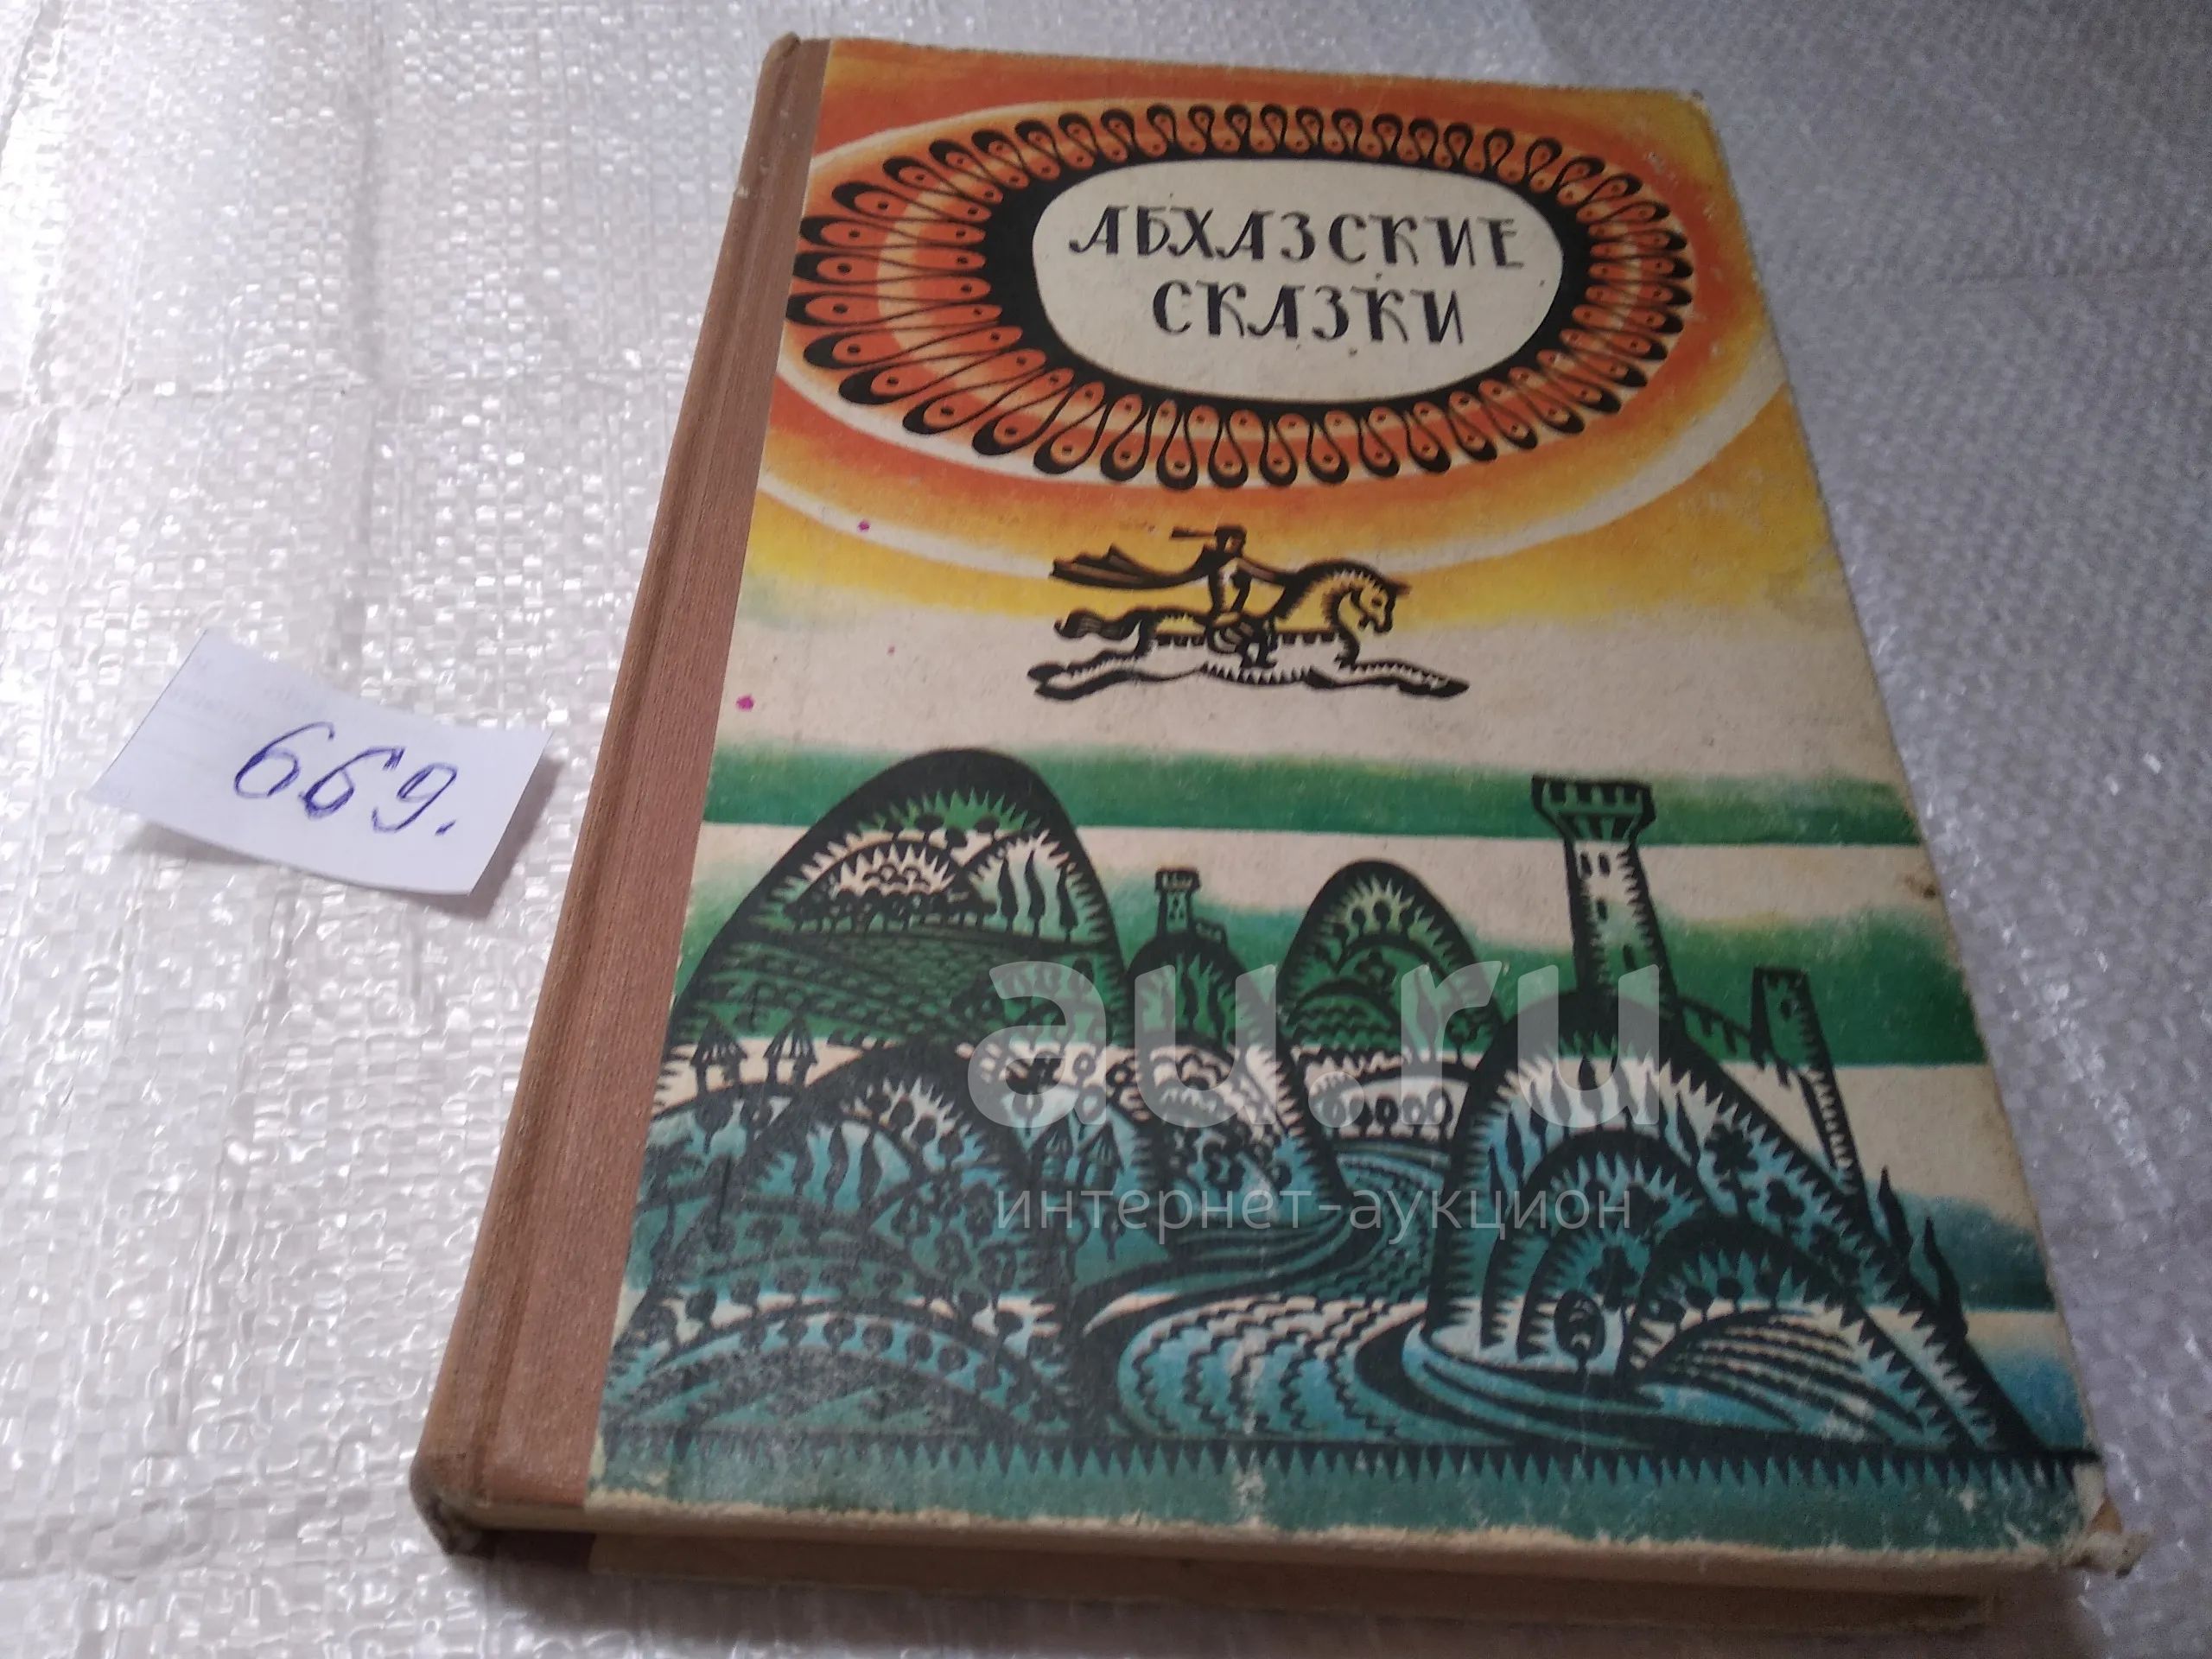 АБХАЗСКИЕ
СКАЗКИ
669.
au.ru
интернет-аукцион